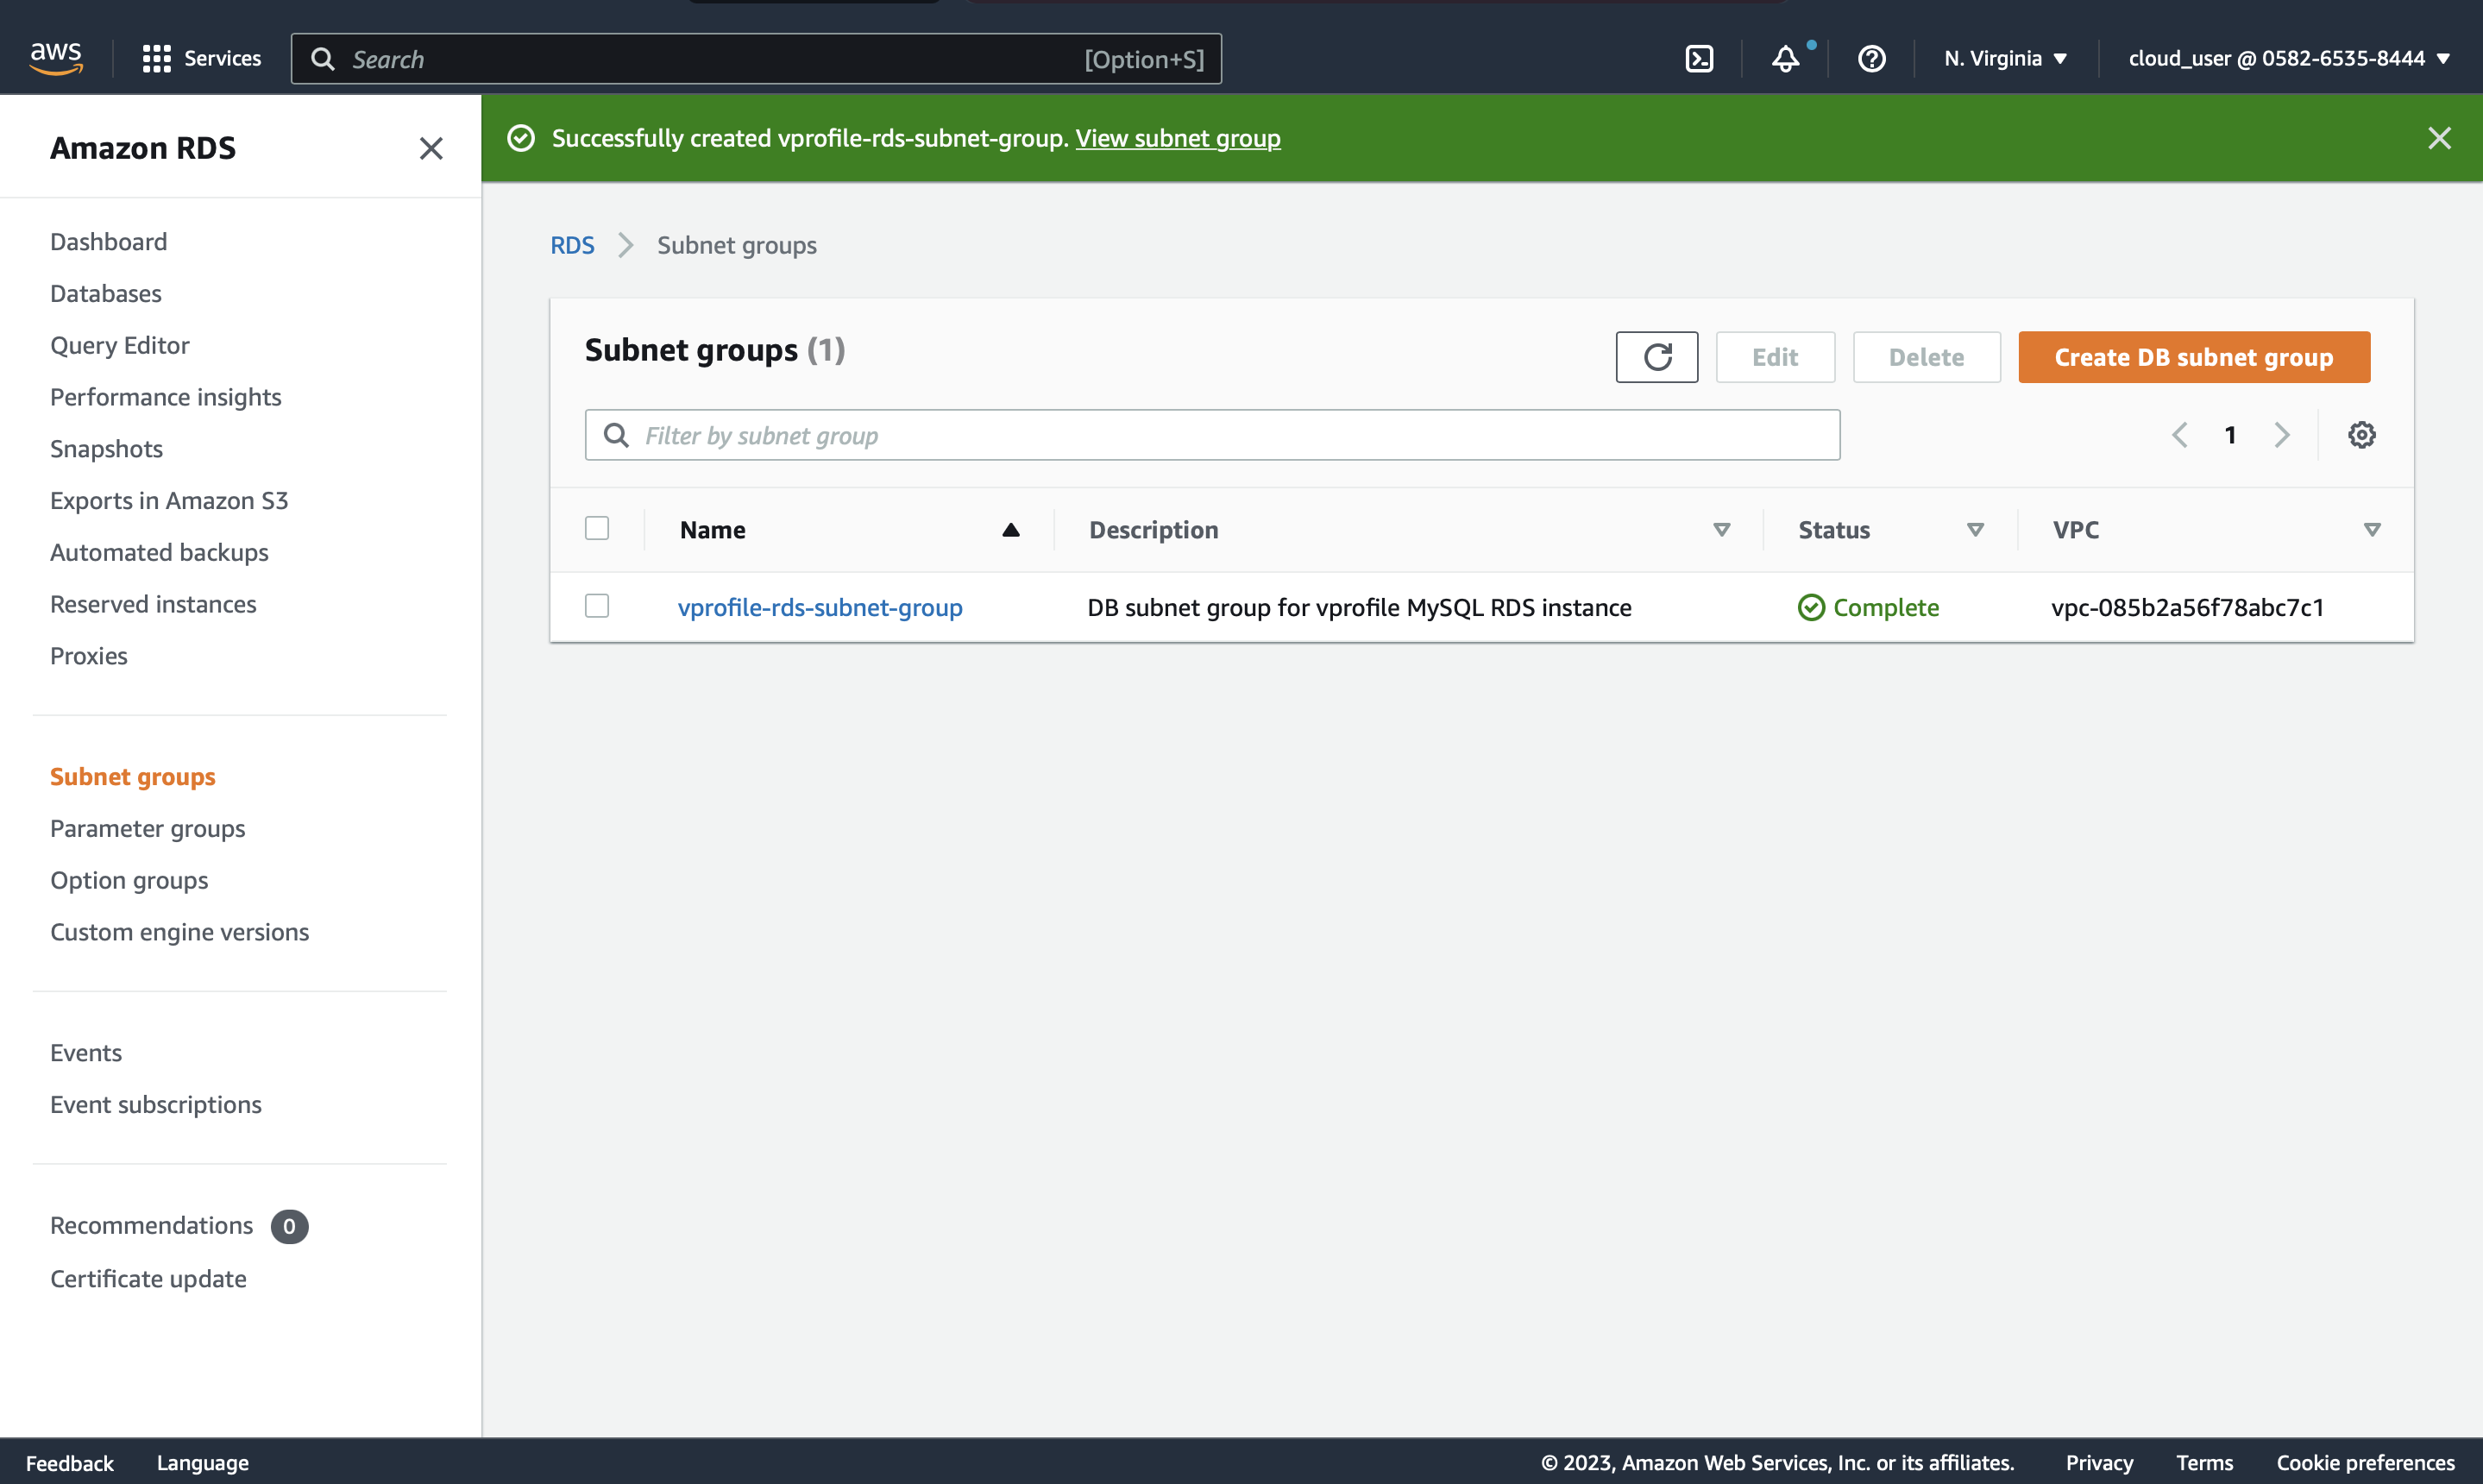 aws
Services
Search
[Option+S]
N. Virginia
cloud_user @ 0582-6535-8444
Amazon RDS
Dashboard
Databases
Query Editor
Performance insights
Snapshots
Exports in Amazon S3
Automated backups
Reserved instances
Proxies
Subnet groups
Parameter groups
Option groups
Custom engine versions
Events
Event subscriptions
Recommendations 0
Certificate update
Successfully created vprofile-rds-subnet-group. View subnet group
RDS > Subnet groups
Subnet groups (1)
Edit
Delete
Create DB subnet group
Filter by subnet group
1
Name Description Status VPC
vprofile-rds-subnet-group DB subnet group for vprofile MySQL RDS instance Complete vpc-085b2a56f78abc7c1
Feedback Language © 2023, Amazon Web Services, Inc. or its affiliates. Privacy Terms Cookie preferences